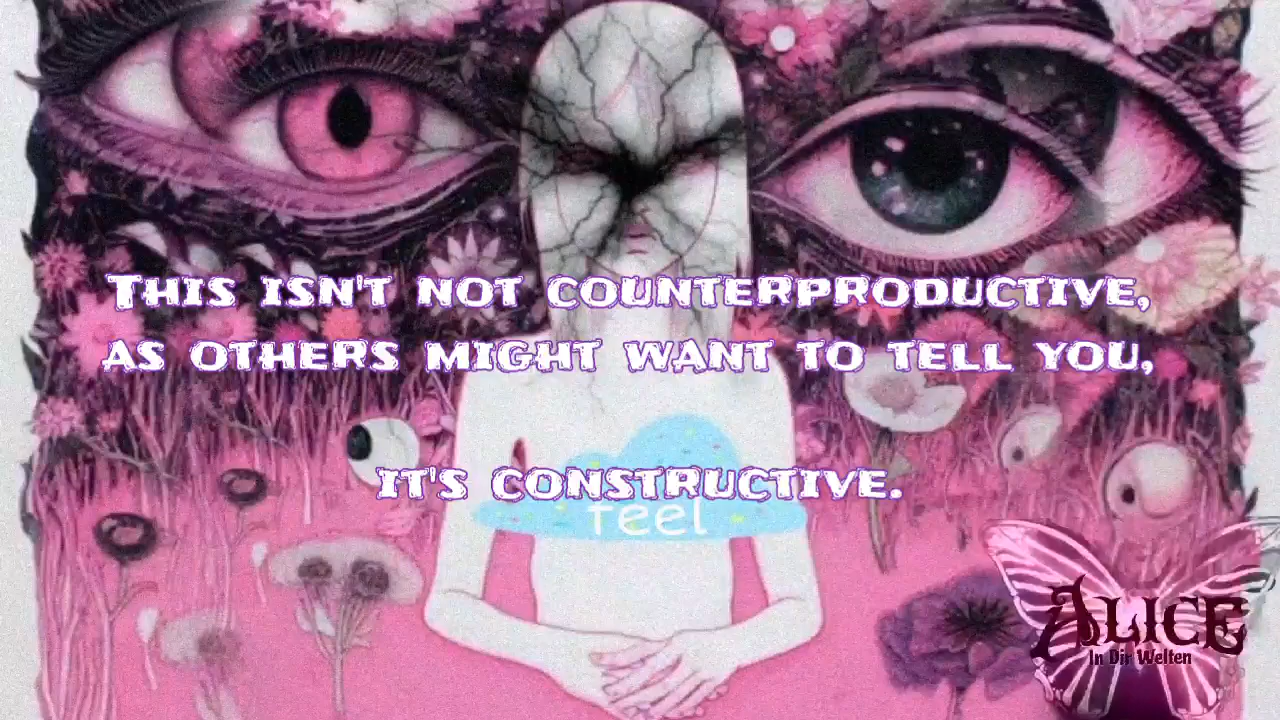 This isn't not counterproductive,
as others might want to tell you,
it's constructive.
feel
Alice
In Dir Welten